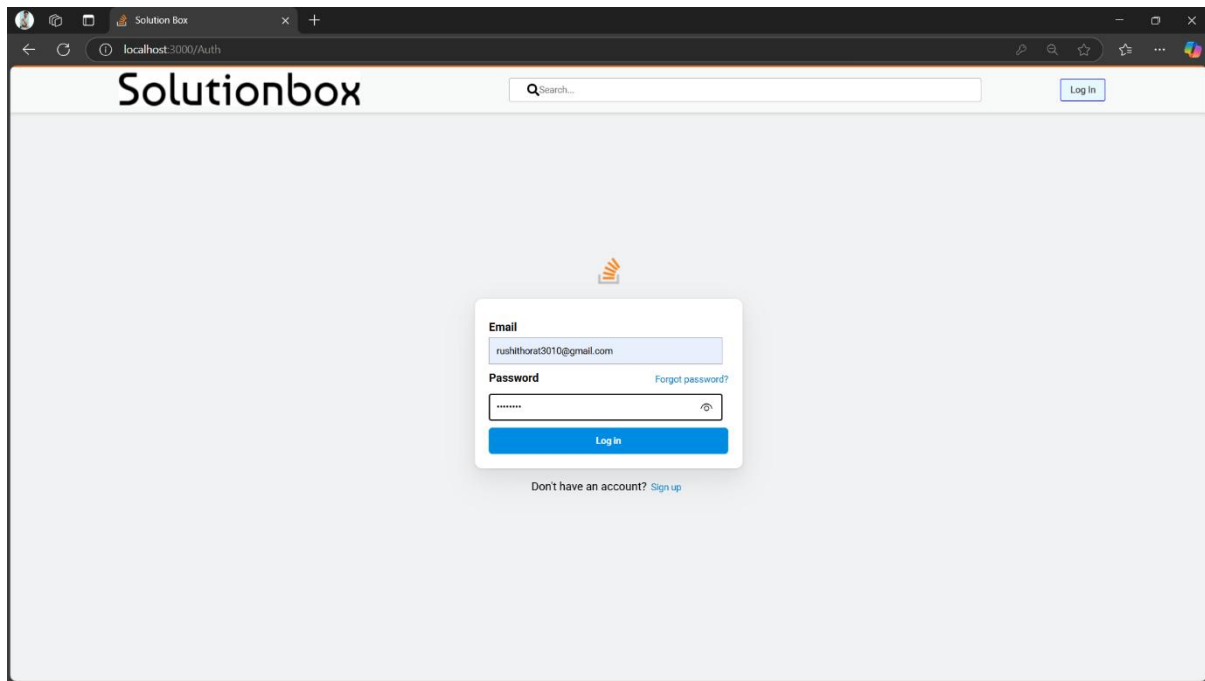 Solution Box
localhost:3000/Auth
Solutionbox
Search...
Log In
Email
rushithorat3010@gmail.com
Password Forgot password?
Log in
Don't have an account? Sign up